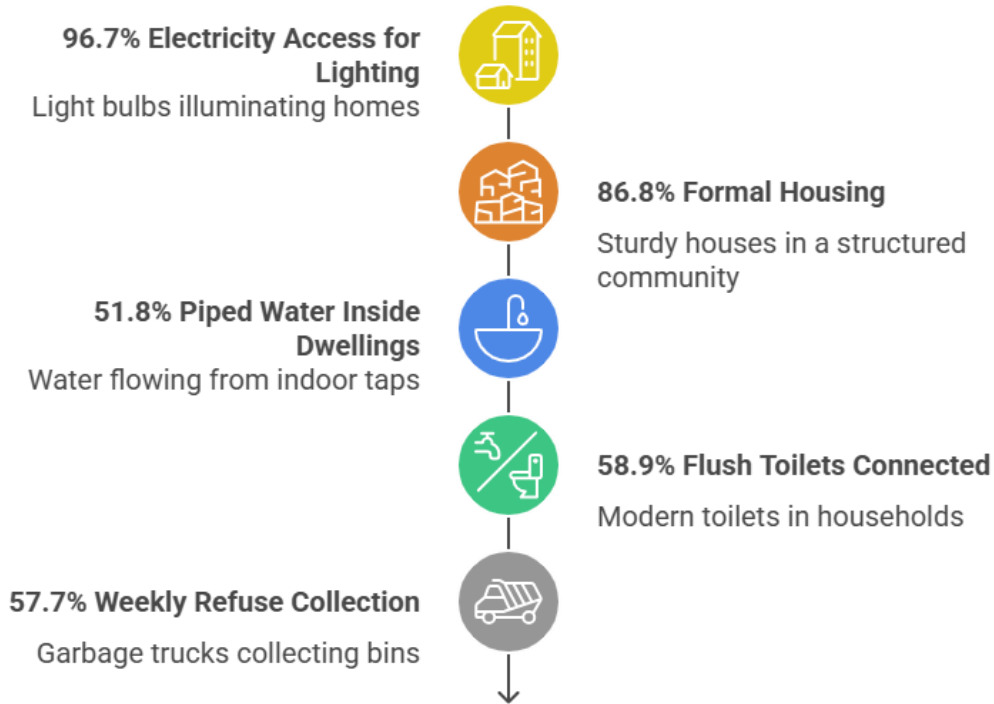 96.7% Electricity Access for
Lighting
Light bulbs illuminating homes
86.8% Formal Housing
Sturdy houses in a structured
community
51.8% Piped Water Inside
Dwellings
Water flowing from indoor taps
58.9% Flush Toilets Connected
Modern toilets in households
57.7% Weekly Refuse Collection
Garbage trucks collecting bins